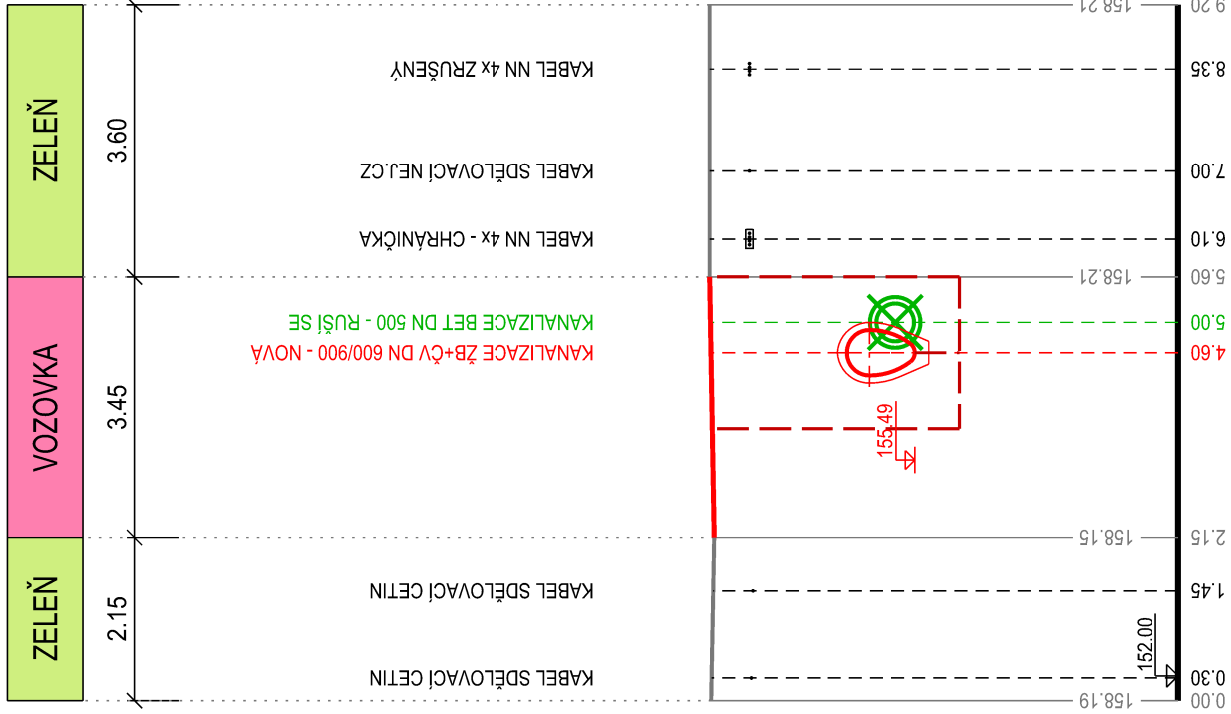 ZELEŇ
3.60
VOZOVKA
3.45
ZELEŇ
2.15
KABEL NN 4x ZRUŠENÝ
KABEL SDĚLOVACÍ NEJ.CZ
KABEL NN 4x - CHRÁNIČKA
KANALIZACE BET DN 500 - RUŠÍ SE
KANALIZACE ŽB+ČV DN 600/900 - NOVÁ
KABEL SDĚLOVACÍ CETIN
KABEL SDĚLOVACÍ CETIN
155.49
152.00
158.21
158.21
158.15
158.19
9.20
8.35
7.00
6.10
5.60
5.00
4.60
2.15
1.45
0.30
0.00